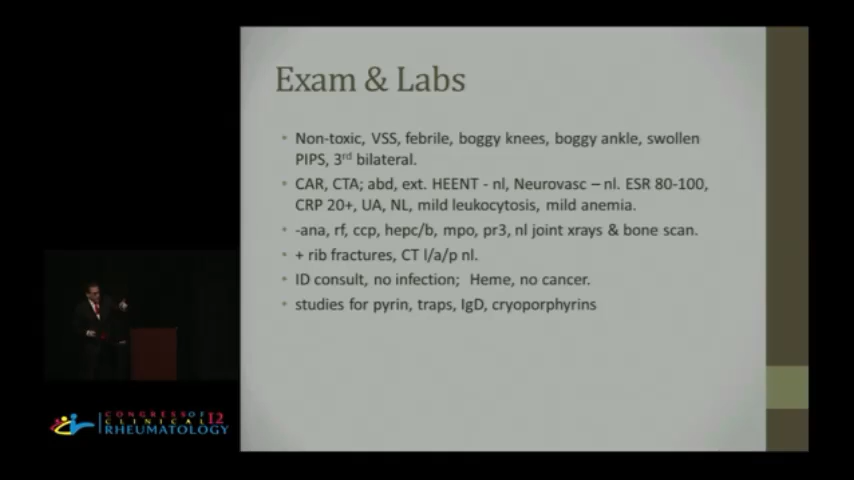 Exam & Labs
Non-toxic, VSS, febrile, boggy knees, boggy ankle, swollen
PIPS, 3rd bilateral.
CAR, CTA; abd, ext. HEENT - nl, Neurovasc – nl. ESR 80-100,
CRP 20+, UA, NL, mild leukocytosis, mild anemia.
-ana, rf, ccp, hepc/b, mpo, pr3, nl joint xrays & bone scan.
+ rib fractures, CT l/a/p nl.
ID consult, no infection; Heme, no cancer.
studies for pyrin, traps, IgD, cryoporphyrins
CONGRESS OF
CLINICAL 12
RHEUMATOLOGY